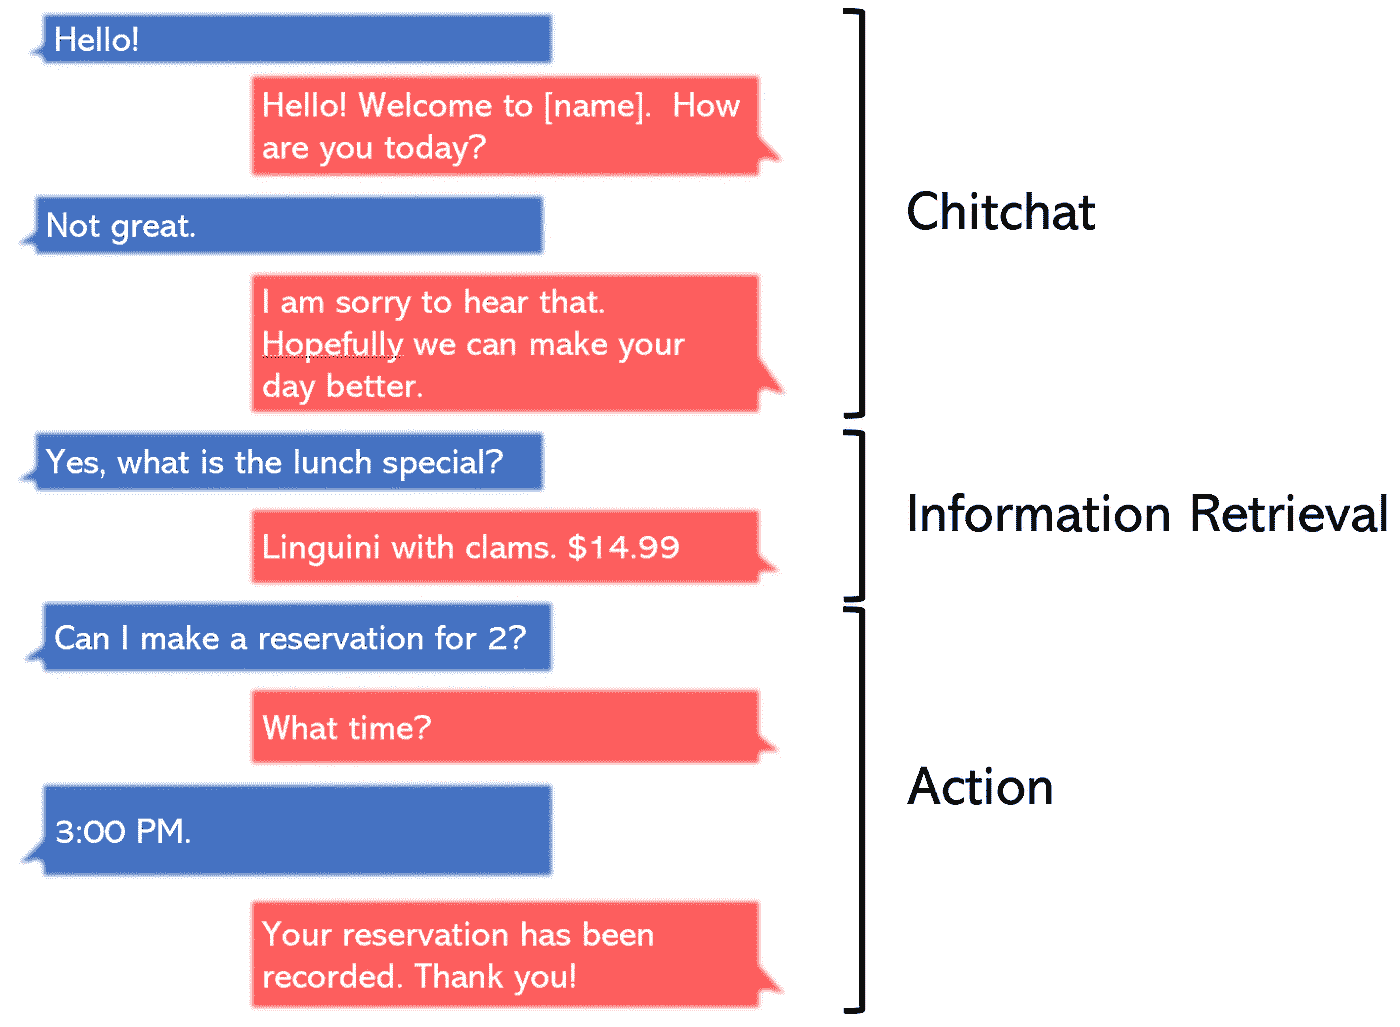 Hello!
Hello! Welcome to [name].  How
are you today?
Not great.
I am sorry to hear that.
Hopefully we can make your
day better.
Chitchat
Yes, what is the lunch special?
Linguini with clams. $14.99
Information Retrieval
Can I make a reservation for 2?
What time?
3:00 PM.
Your reservation has been
recorded. Thank you!
Action